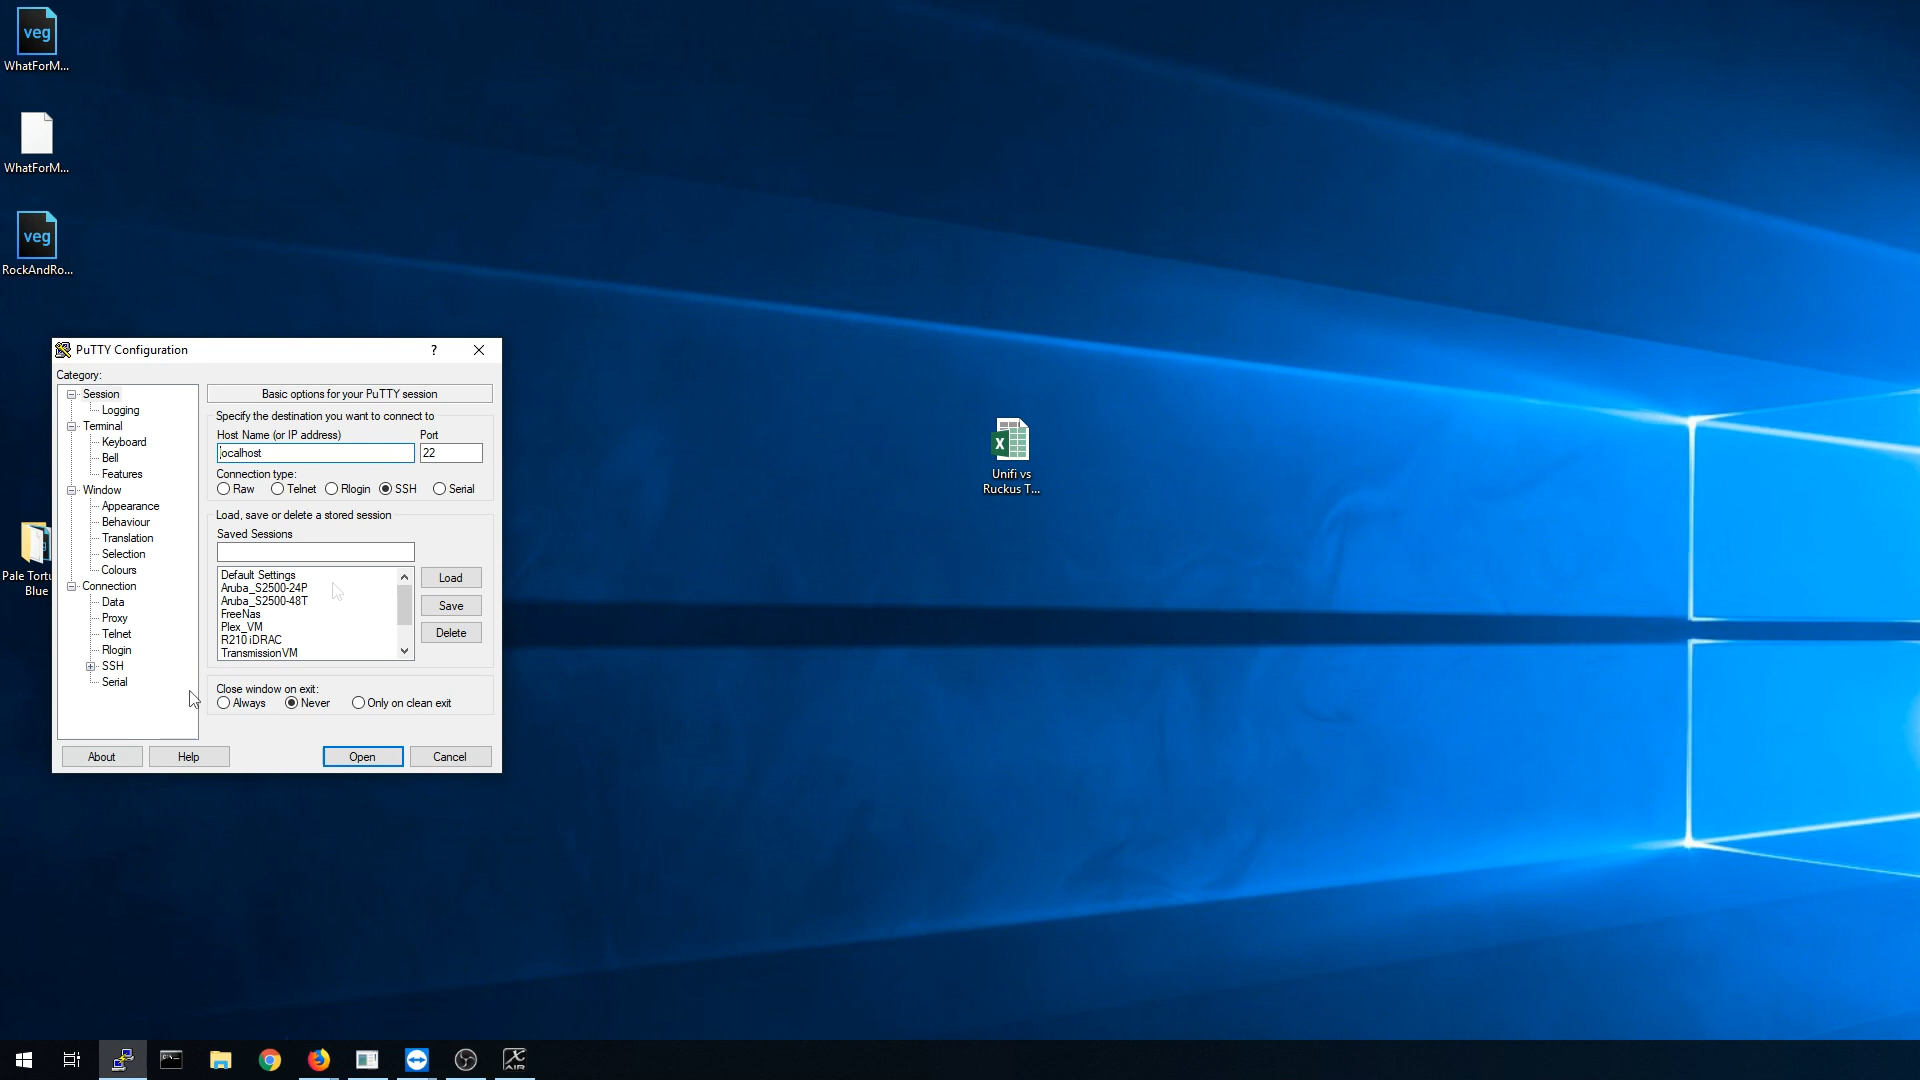 veg
WhatForM...
WhatForM...
veg
RockAndRo...
Pale Tortu
Blue
Unifi vs
Ruckus T...
PuTTY Configuration
?
Category:
Session
Logging
Terminal
Keyboard
Bell
Features
Window
Appearance
Behaviour
Translation
Selection
Colours
Connection
Data
Proxy
Telnet
Rlogin
SSH
Serial
Basic options for your PuTTY session
Specify the destination you want to connect to
Host Name (or IP address) Port
localhost 22
Connection type:
Raw Telnet Rlogin SSH Serial
Load, save or delete a stored session
Saved Sessions
Default Settings
Aruba_S2500-24P
Aruba_S2500-48T
FreeNas
Plex_VM
R210 iDRAC
TransmissionVM
Load
Save
Delete
Close window on exit:
Always Never Only on clean exit
About Help Open Cancel
X AIR